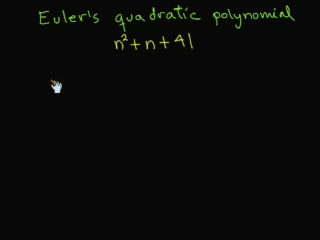 Euler's quadratic polynomial
n² + n + 41